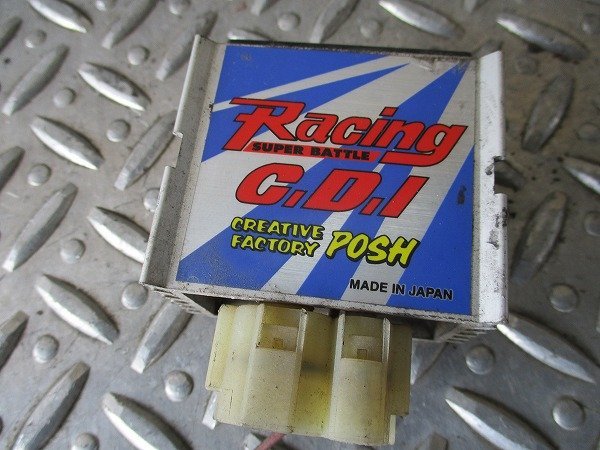 Racing
SUPER BATTLE
C.D.I
CREATIVE
FACTORY POSH
MADE IN JAPAN